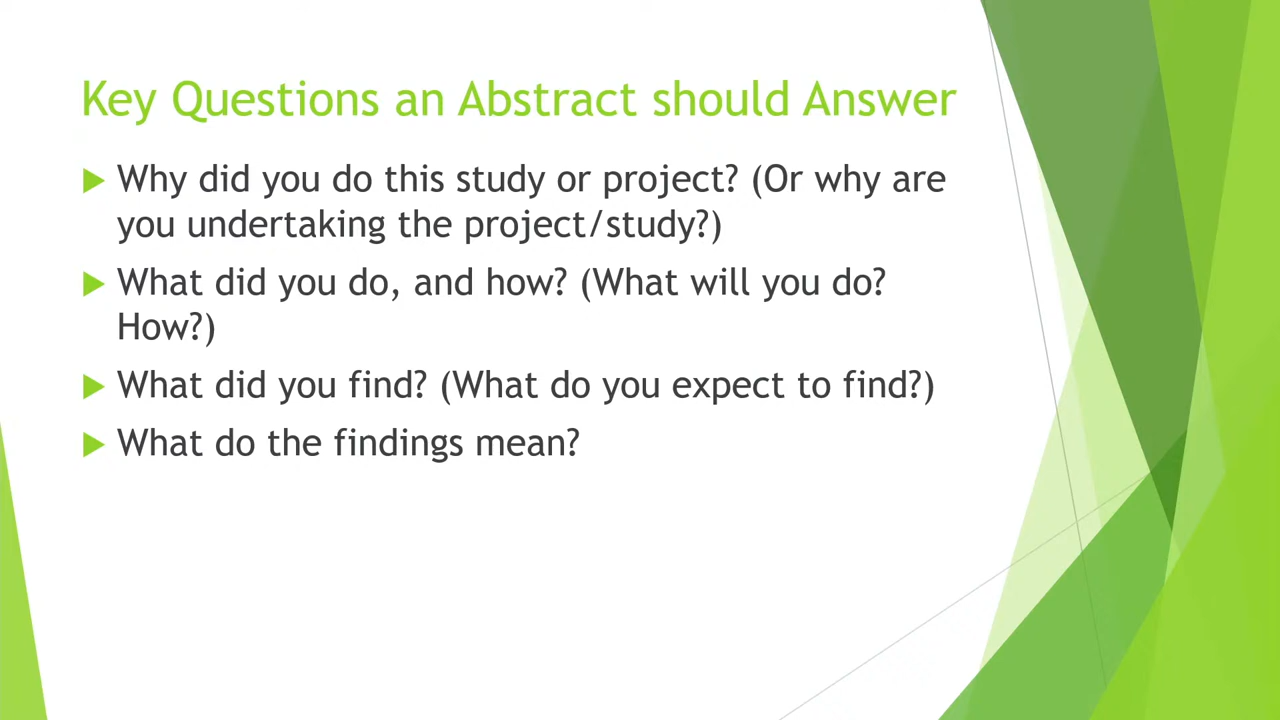 Key Questions an Abstract should Answer
Why did you do this study or project? (Or why are
you undertaking the project/study?)
What did you do, and how? (What will you do?
How?)
What did you find? (What do you expect to find?)
What do the findings mean?